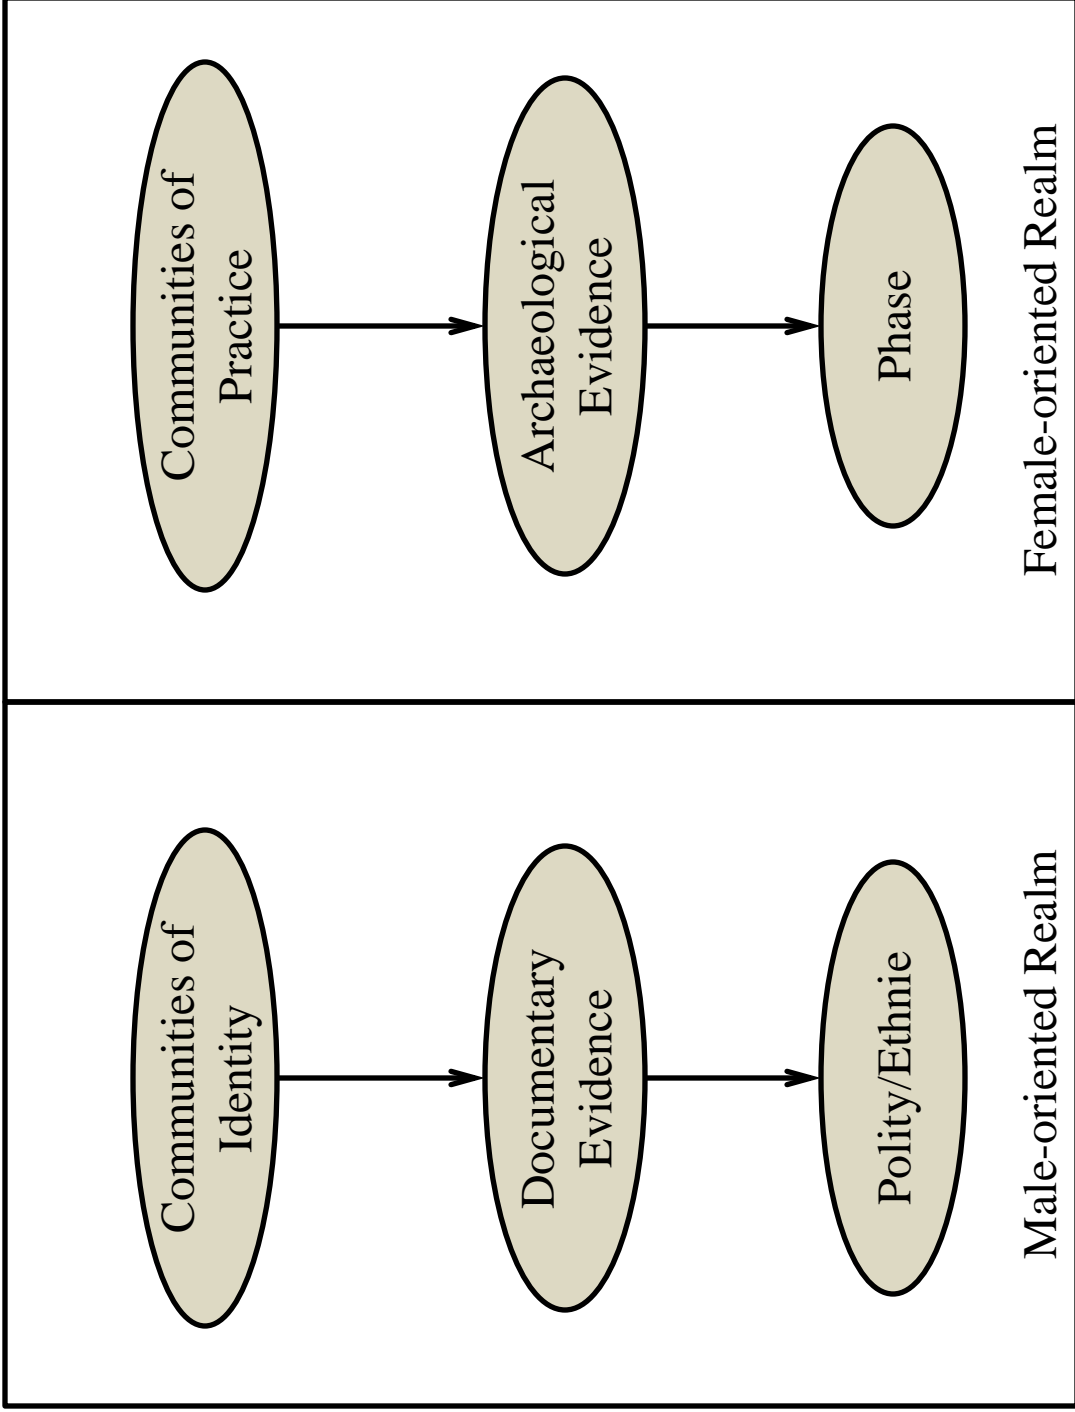 Communities of
Identity
Documentary
Evidence
Polity/Ethnie
Male-oriented Realm
Communities of
Practice
Archaeological
Evidence
Phase
Female-oriented Realm